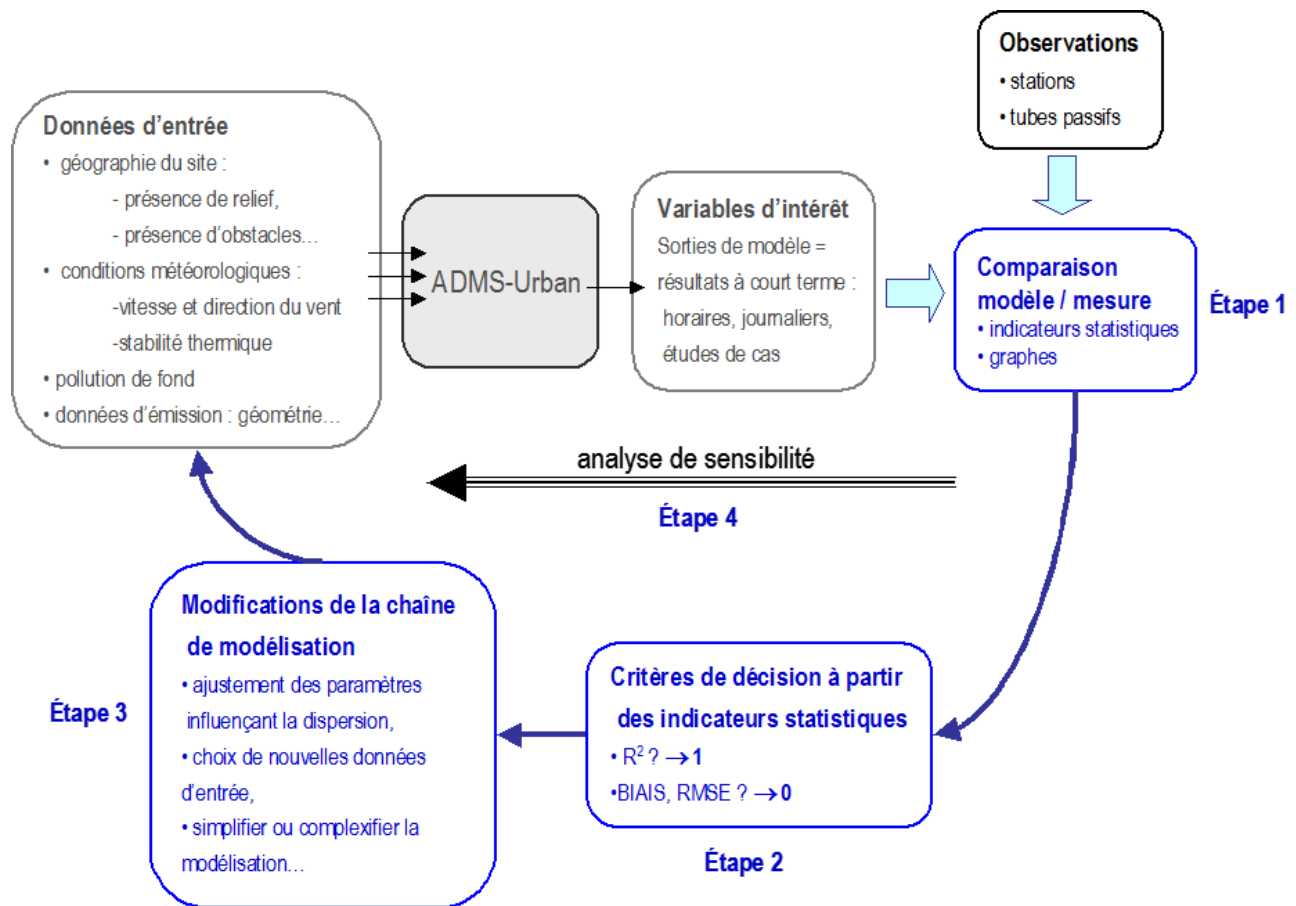 Observations
• stations
• tubes passifs
Données d'entrée
• géographie du site :
- présence de relief,
- présence d'obstacles…
• conditions météorologiques :
-vitesse et direction du vent
-stabilité thermique
• pollution de fond
• données d'émission : géométrie…
ADMS-Urban
Variables d'intérêt
Sorties de modèle =
résultats à court terme :
horaires, journaliers,
études de cas
Comparaison
modèle / mesure
• indicateurs statistiques
• graphes
Étape 1
analyse de sensibilité
Étape 4
Modifications de la chaîne
de modélisation
• ajustement des paramètres
influençant la dispersion,
• choix de nouvelles données
d'entrée,
• simplifier ou complexifier la
modélisation…
Étape 3
Critères de décision à partir
des indicateurs statistiques
• R² ? → 1
•BIAIS, RMSE ? → 0
Étape 2